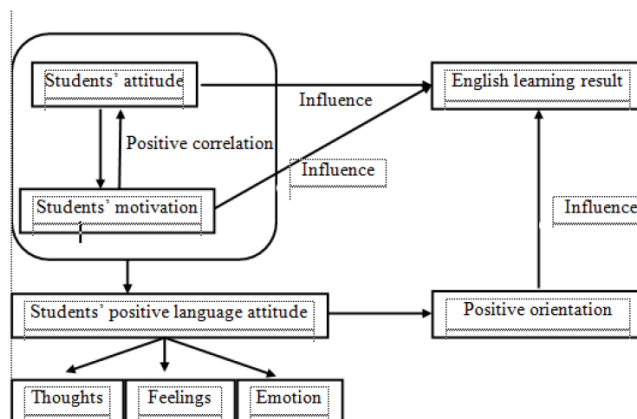 Students’ attitude
English learning result
Influence
Positive correlation
Influence
Students’ motivation
Influence
Students’ positive language attitude
Positive orientation
Thoughts
Feelings
Emotion